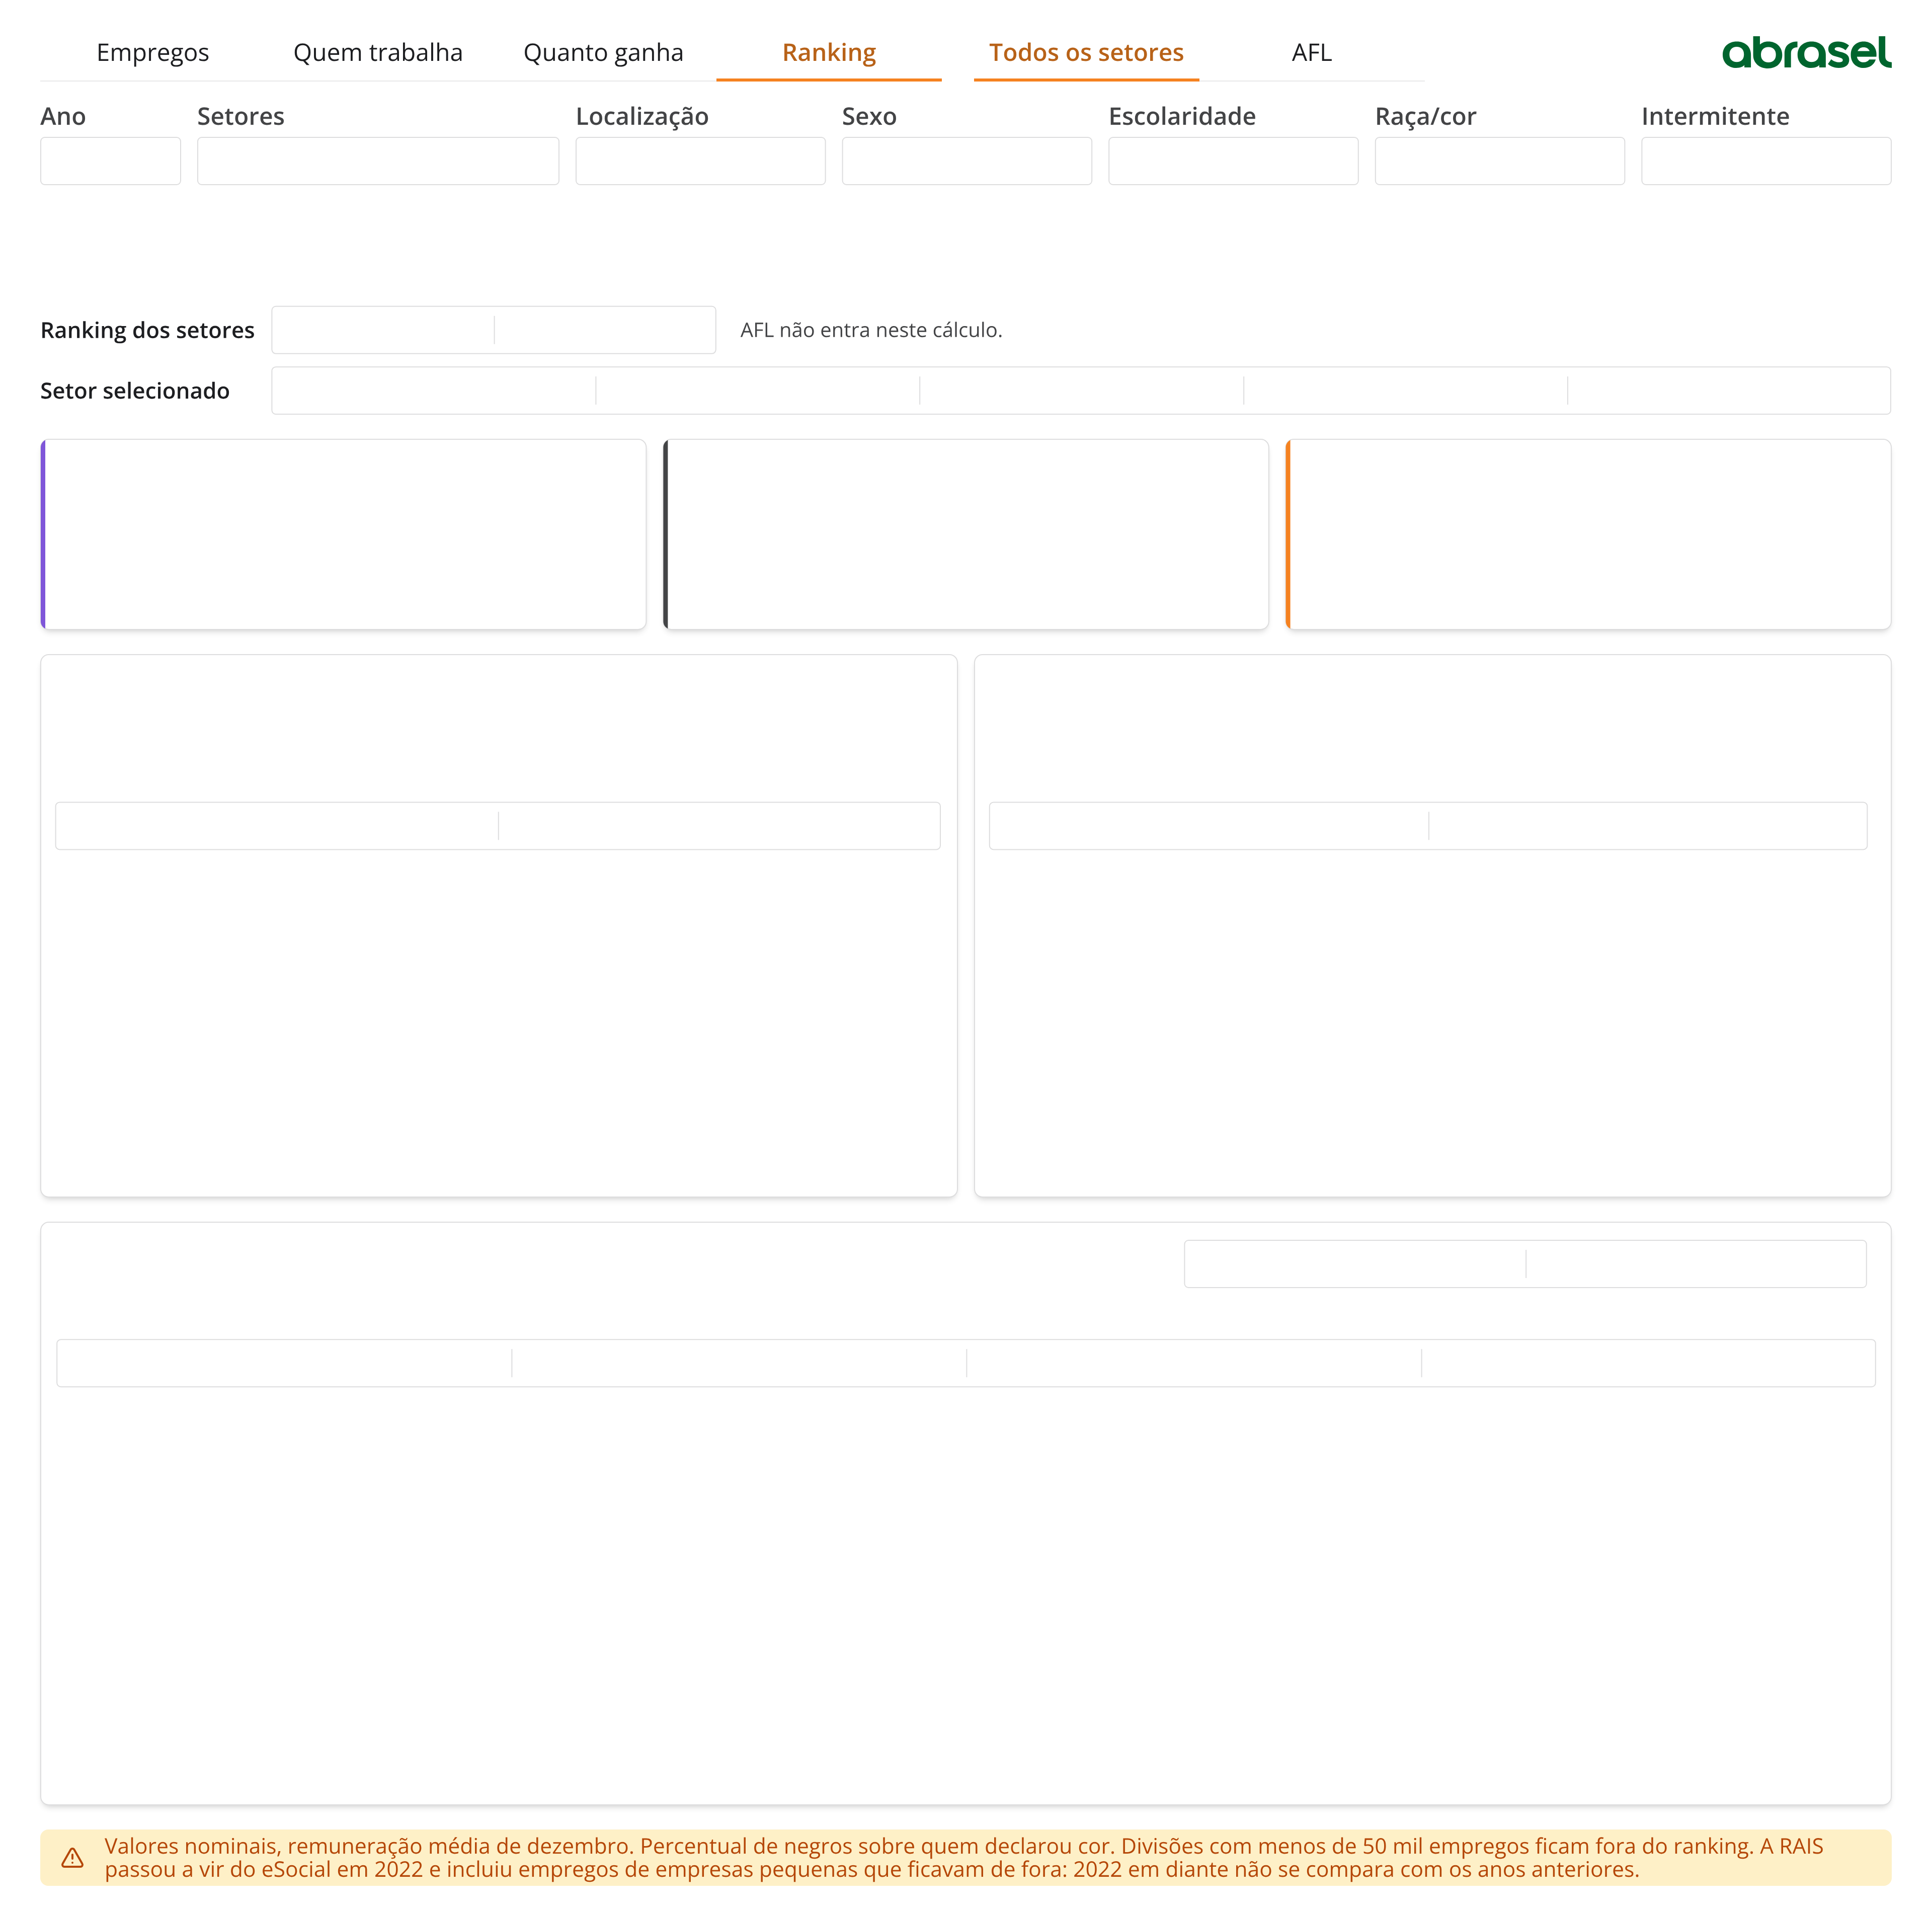 Empregos
Quem trabalha
Quanto ganha
Ranking
Todos os setores
AFL
abrasel
Ano
Setores
Localização
Sexo
Escolaridade
Raça/cor
Intermitente
Ranking dos setores
AFL não entra neste cálculo.
Setor selecionado
Valores nominais, remuneração média de dezembro. Percentual de negros sobre quem declarou cor. Divisões com menos de 50 mil empregos ficam fora do ranking. A RAIS
passou a vir do eSocial em 2022 e incluiu empregos de empresas pequenas que ficavam de fora: 2022 em diante não se compara com os anos anteriores.